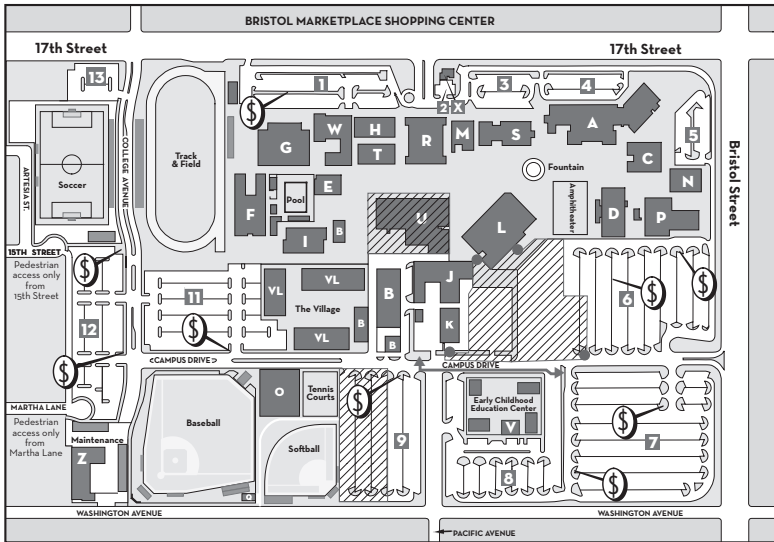 BRISTOL MARKETPLACE SHOPPING CENTER
17th Street
17th Street
13
1
2
X
3
4
5
$
COLLEGE AVENUE
Track
& Field
Soccer
ARTESIA ST.
G
W
H
T
R
M
S
A
C
N
Bristol Street
Fountain
F
E
Pool
I
B
U
L
Amphitheater
D
P
15TH STREET
Pedestrian
access only
from
15th Street
$
11
$
VL
VL
The Village
VL
B
B
B
J
K
6
$
$
12
$
CAMPUS DRIVE
CAMPUS DRIVE
MARTHA LANE
Pedestrian
access only
from
Martha Lane
Maintenance
Z
Baseball
O
Tennis
Courts
Softball
O
$
9
Early Childhood
Education Center
V
8
$
7
$
WASHINGTON AVENUE
WASHINGTON AVENUE
PACIFIC AVENUE